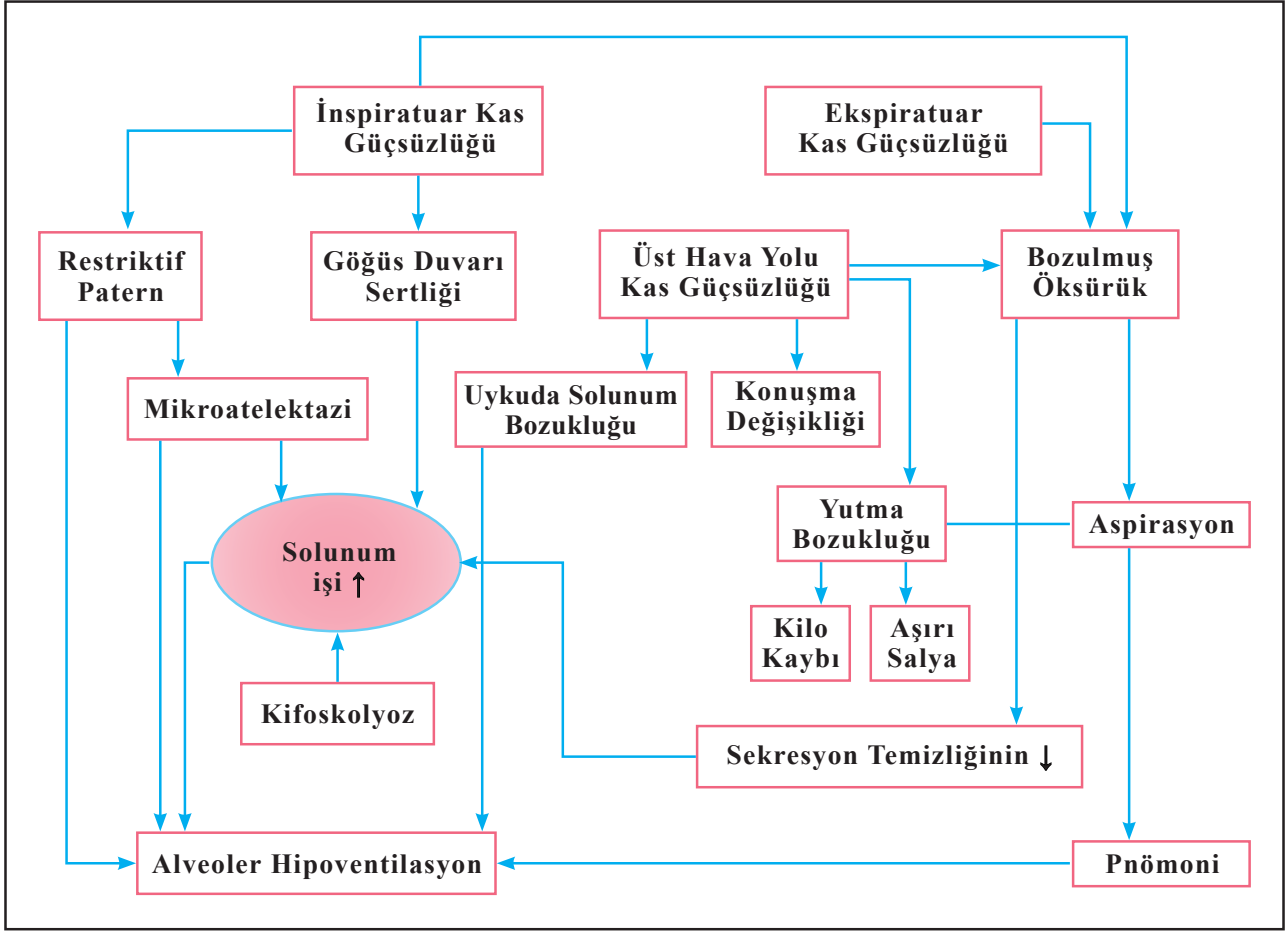 İnspiratuar Kas
Güçsüzlüğü
Ekspiratuar
Kas Güçsüzlüğü
Restriktif
Patern
Göğüs Duvarı
Sertliği
Üst Hava Yolu
Kas Güçsüzlüğü
Bozulmuş
Öksürük
Mikroatelektazi
Uykuda Solunum
Bozukluğu
Konuşma
Değişikliği
Yutma
Bozukluğu
Aspirasyon
Solunum
işi ↑
Kilo
Kaybı
Aşırı
Salya
Kifoskolyoz
Sekresyon Temizliğinin ↓
Alveoler Hipoventilasyon
Pnömoni